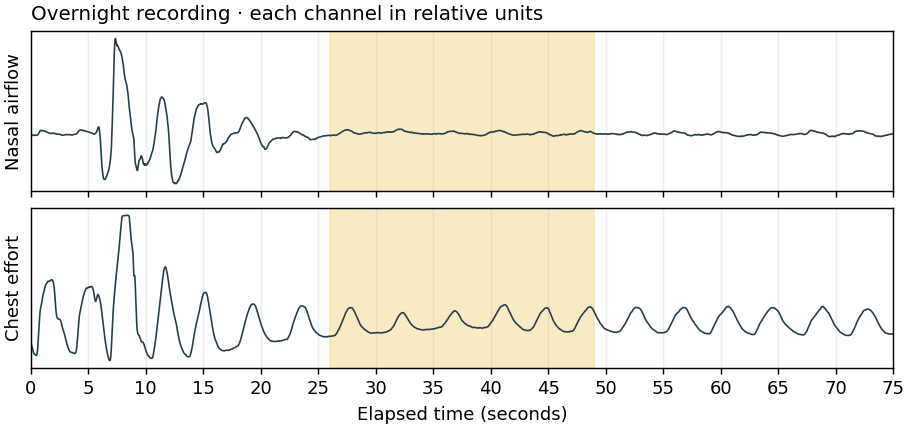 Overnight recording · each channel in relative units
Nasal airflow
Chest effort
0 5 10 15 20 25 30 35 40 45 50 55 60 65 70 75
Elapsed time (seconds)